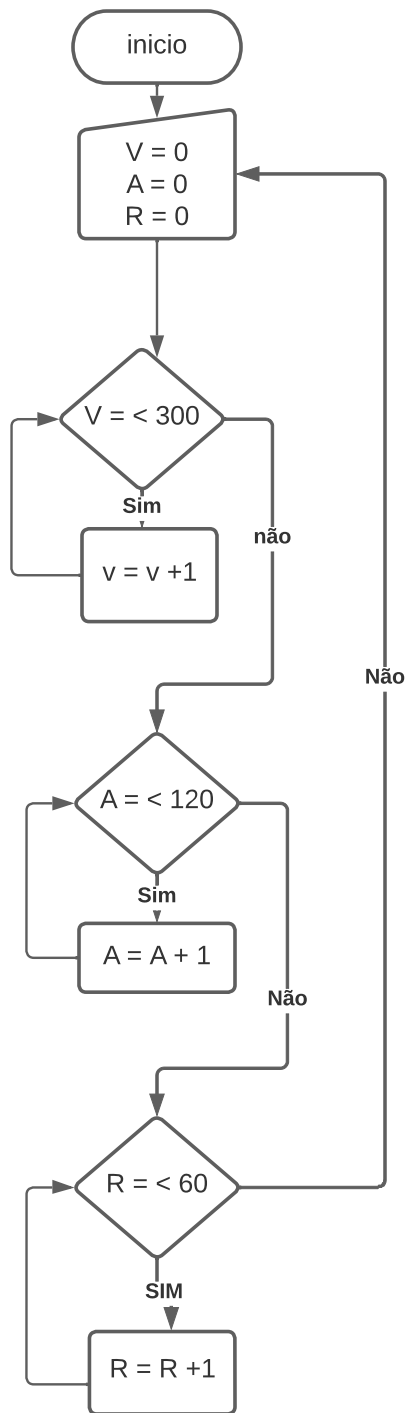 inicio
V = 0
A = 0
R = 0
V = < 300
Sim
não
v = v +1
Não
A = < 120
Sim
A = A + 1
Não
R = < 60
SIM
R = R +1